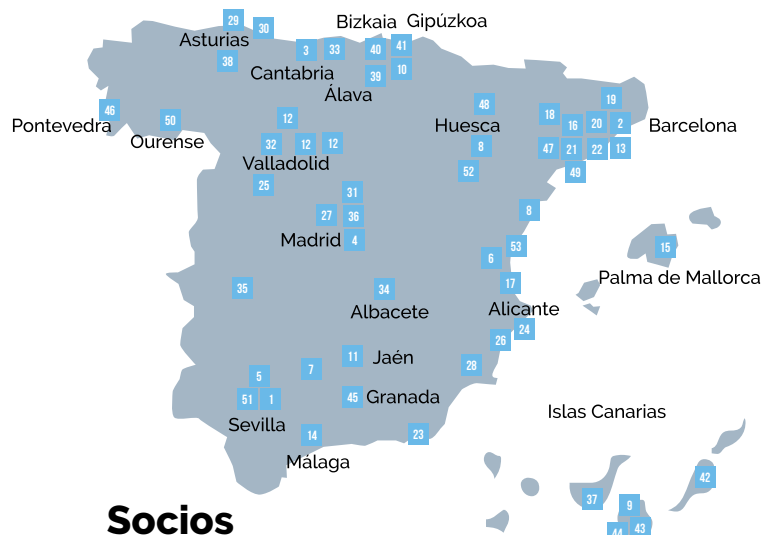 29
30
Bizkaia
Gipúzkoa
Asturias
3
33
40
41
38
Cantabria
39
10
Álava
46
50
12
48
18
19
16
20
2
Pontevedra
Ourense
Huesca
Barcelona
32
12
12
8
47
21
22
13
Valladolid
52
49
25
31
27
36
8
Madrid
4
53
15
6
Palma de Mallorca
35
34
17
Albacete
Alicante
24
26
11
Jaén
7
28
5
51
1
45
Granada
Sevilla
Islas Canarias
14
23
Málaga
42
37
9
Socios
44
43